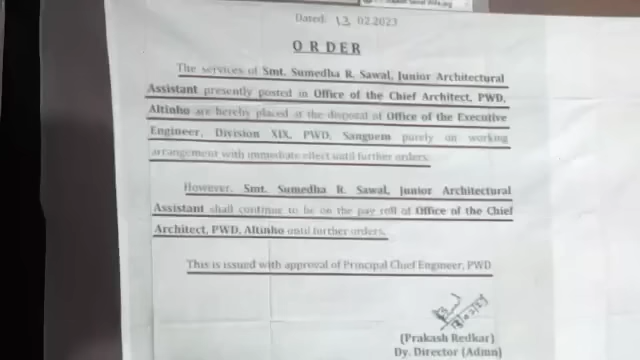 Dated: 13 02.2023
ORDER
The services of Smt. Sumedha R. Sawal, Junior Architectural
Assistant presently posted in Office of the Chief Architect, PWD,
Altinho are hereby placed at the disposal of Office of the Executive
Engineer, Division XIX, PWD, Sanguem purely on working
arrangement with immediate effect until further orders.
However, Smt. Sumedha R. Sawal, Junior Architectural
Assistant shall continue to be on the pay roll of Office of the Chief
Architect, PWD, Altinho until further orders.
This is issued with approval of Principal Chief Engineer, PWD
(Prakash Redkar)
Dy. Director (Admn)